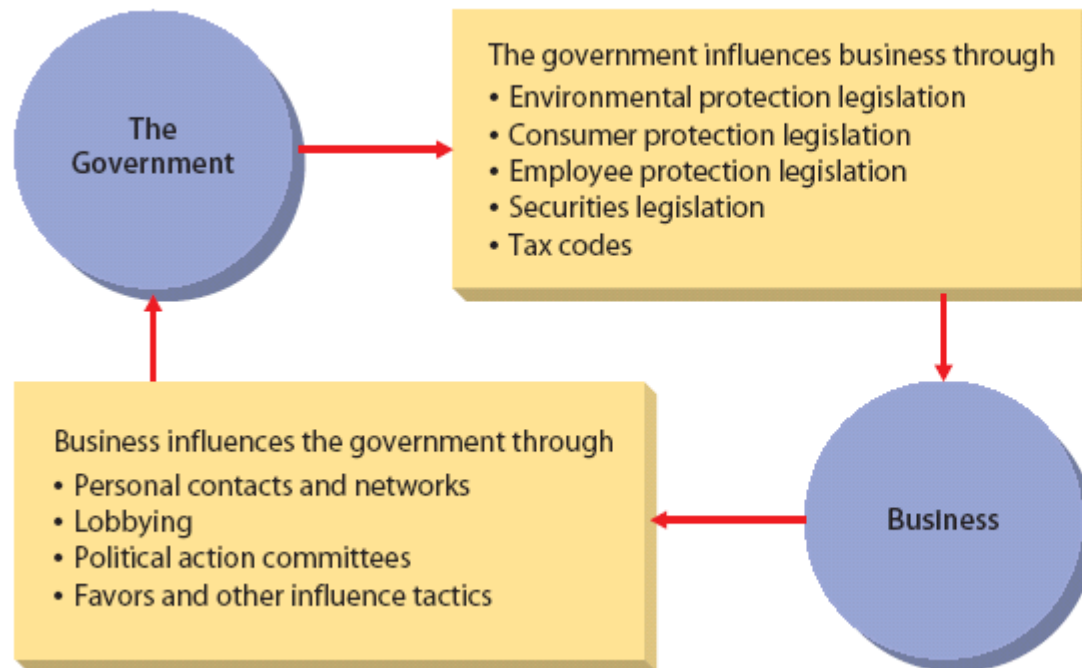 The
Government
The government influences business through
• Environmental protection legislation
• Consumer protection legislation
• Employee protection legislation
• Securities legislation
• Tax codes
Business influences the government through
• Personal contacts and networks
• Lobbying
• Political action committees
• Favors and other influence tactics
Business